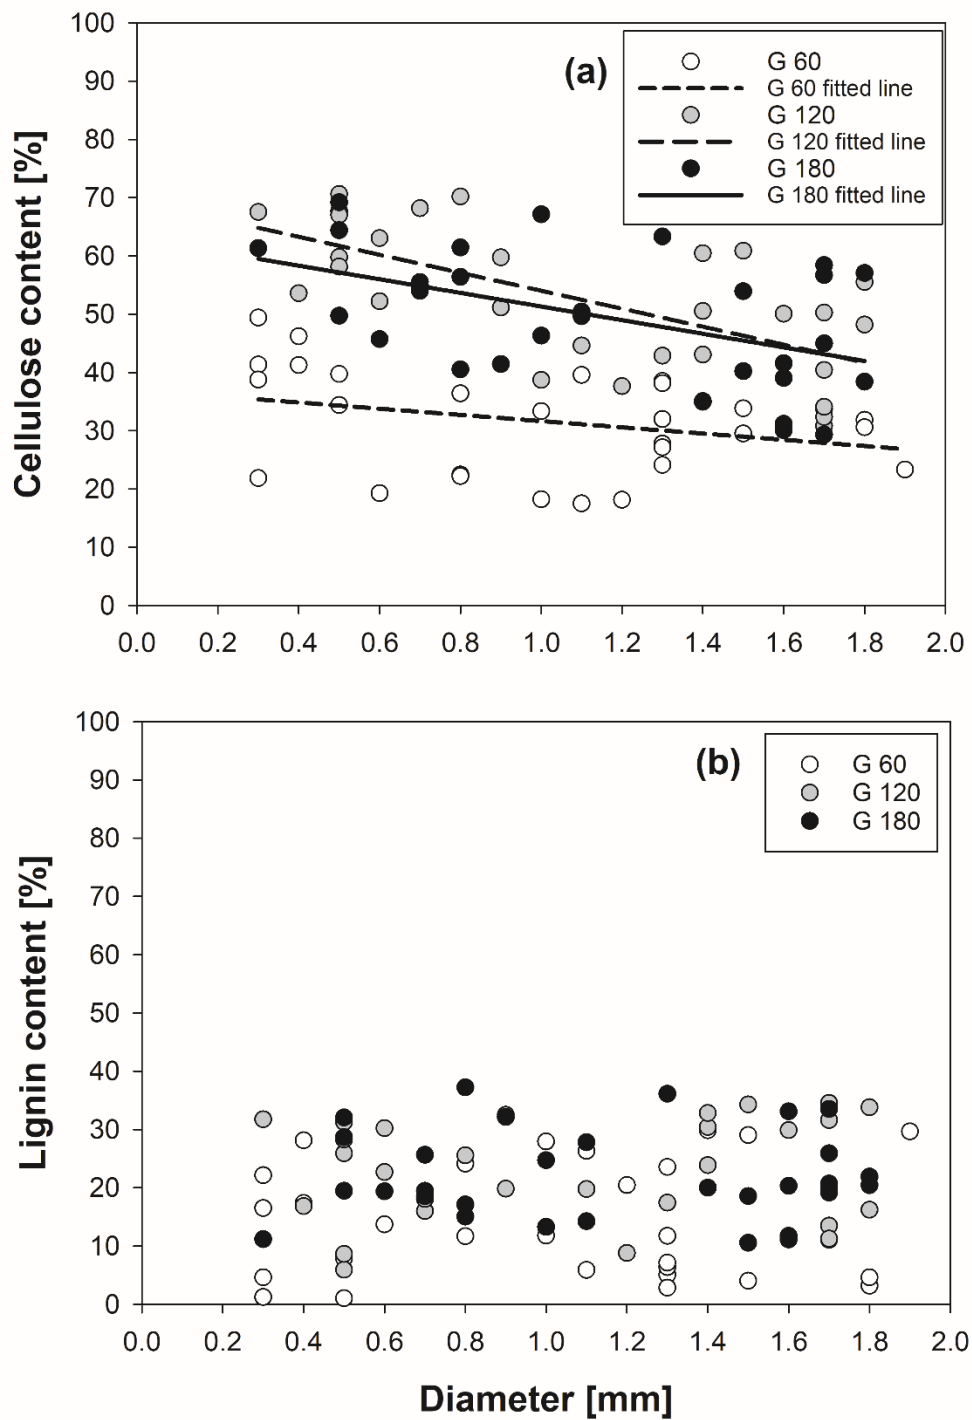 100
90
80
70
60
50
40
30
20
10
0
Cellulose content [%]
(a)
G 60
G 60 fitted line
G 120
G 120 fitted line
G 180
G 180 fitted line
0.0 0.2 0.4 0.6 0.8 1.0 1.2 1.4 1.6 1.8 2.0
100
90
80
70
60
50
40
30
20
10
0
Lignin content [%]
(b)
G 60
G 120
G 180
0.0 0.2 0.4 0.6 0.8 1.0 1.2 1.4 1.6 1.8 2.0
Diameter [mm]